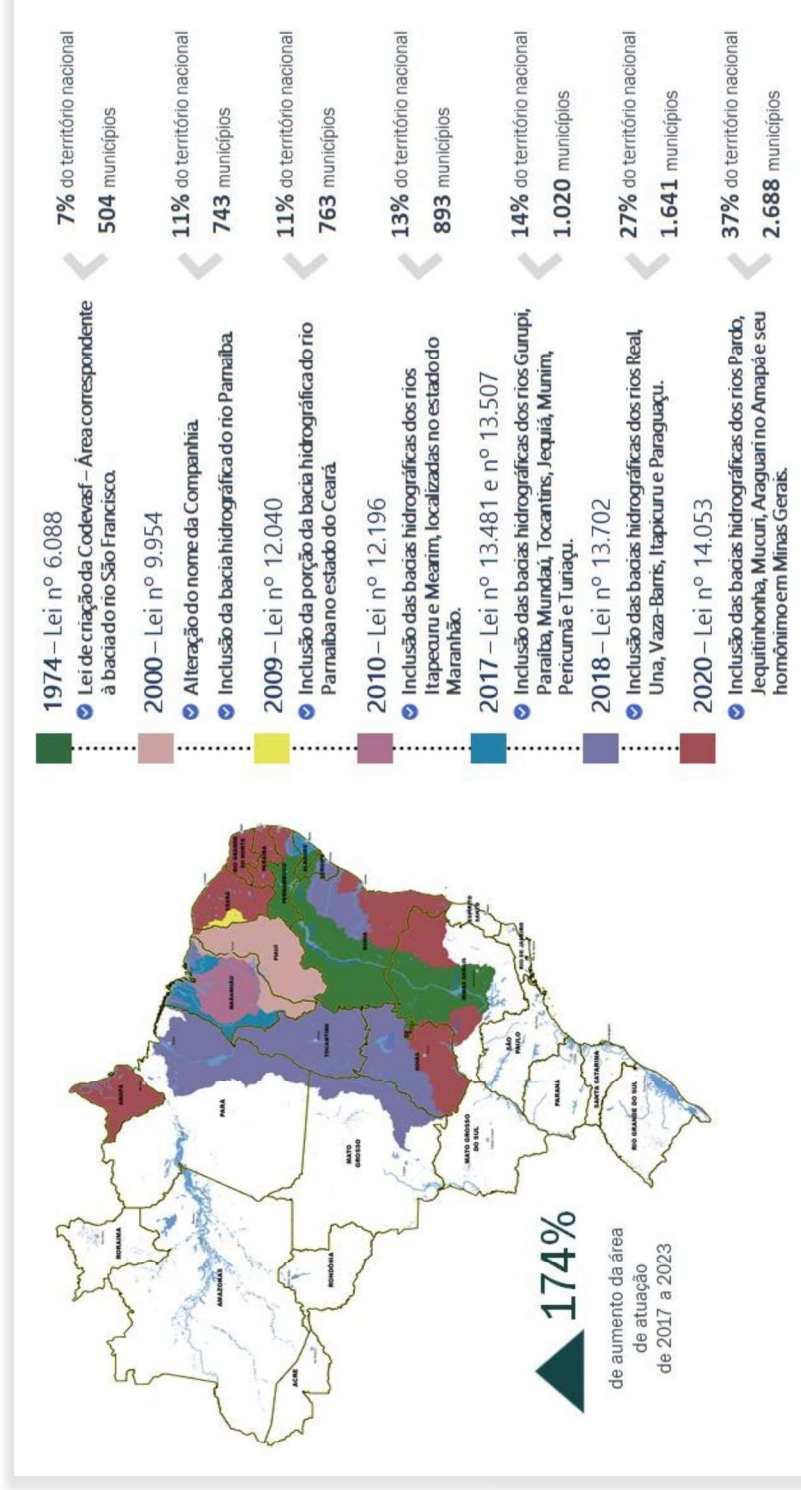 1974 – Lei nº 6.088
Lei de criação da Codevasf – Área correspondente
à bacia do rio São Francisco.
7% do território nacional
504 municípios
2000 – Lei nº 9.954
Alteração do nome da Companhia.
Inclusão da bacia hidrográfica do rio Parnaíba.
11% do território nacional
743 municípios
2009 – Lei nº 12.040
Inclusão da porção da bacia hidrográfica do rio
Parnaíba no estado do Ceará.
11% do território nacional
763 municípios
2010 – Lei nº 12.196
Inclusão das bacias hidrográficas dos rios
Itapecuru e Mearim, localizadas no estado do
Maranhão.
13% do território nacional
893 municípios
2017 – Lei nº 13.481 e nº 13.507
Inclusão das bacias hidrográficas dos rios Gurupi,
Paraíba, Mundaú, Tocantins, Jequiá, Munim,
Pericumã e Turiaçu.
14% do território nacional
1.020 municípios
2018 – Lei nº 13.702
Inclusão das bacias hidrográficas dos rios Real,
Una, Vaza-Barris, Itapicuru e Paraguaçu.
27% do território nacional
1.641 municípios
2020 – Lei nº 14.053
Inclusão das bacias hidrográficas dos rios Pardo,
Jequitinhonha, Mucuri, Araguari no Amapá e seu
homônimo em Minas Gerais.
37% do território nacional
2.688 municípios
RORAIMA
AMAPÁ
AMAZONAS
PARÁ
MARANHÃO
CEARÁ
RIO GRANDE
DO NORTE
PARAÍBA
PERNAMBUCO
ALAGOAS
SERGIPE
PIAUÍ
ACRE
RONDÔNIA
MATO
GROSSO
TOCANTINS
BAHIA
GOIÁS
MINAS GERAIS
ESPÍRITO
SANTO
MATO GROSSO
DO SUL
SÃO
PAULO
RIO DE JANEIRO
PARANÁ
SANTA CATARINA
RIO GRANDE DO SUL
174%
de aumento da área
de atuação
de 2017 a 2023